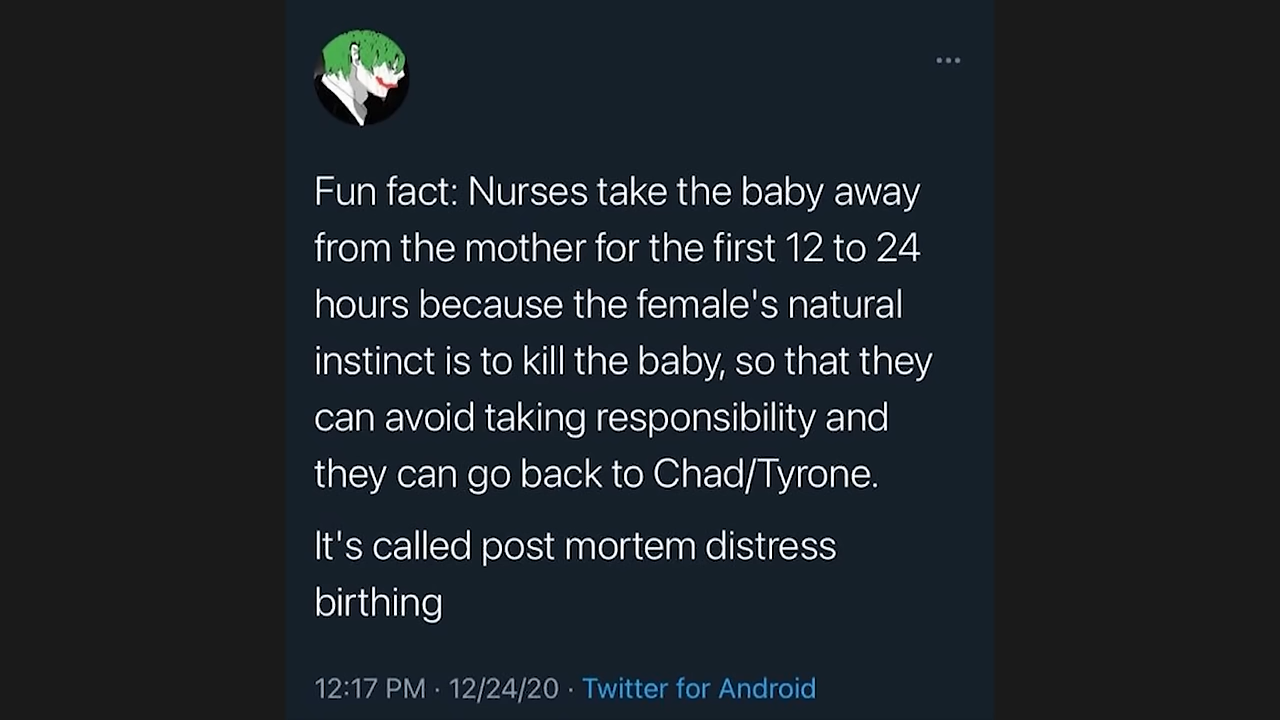 Fun fact: Nurses take the baby away
from the mother for the first 12 to 24
hours because the female's natural
instinct is to kill the baby, so that they
can avoid taking responsibility and
they can go back to Chad/Tyrone.
It's called post mortem distress
birthing
12:17 PM · 12/24/20 · Twitter for Android